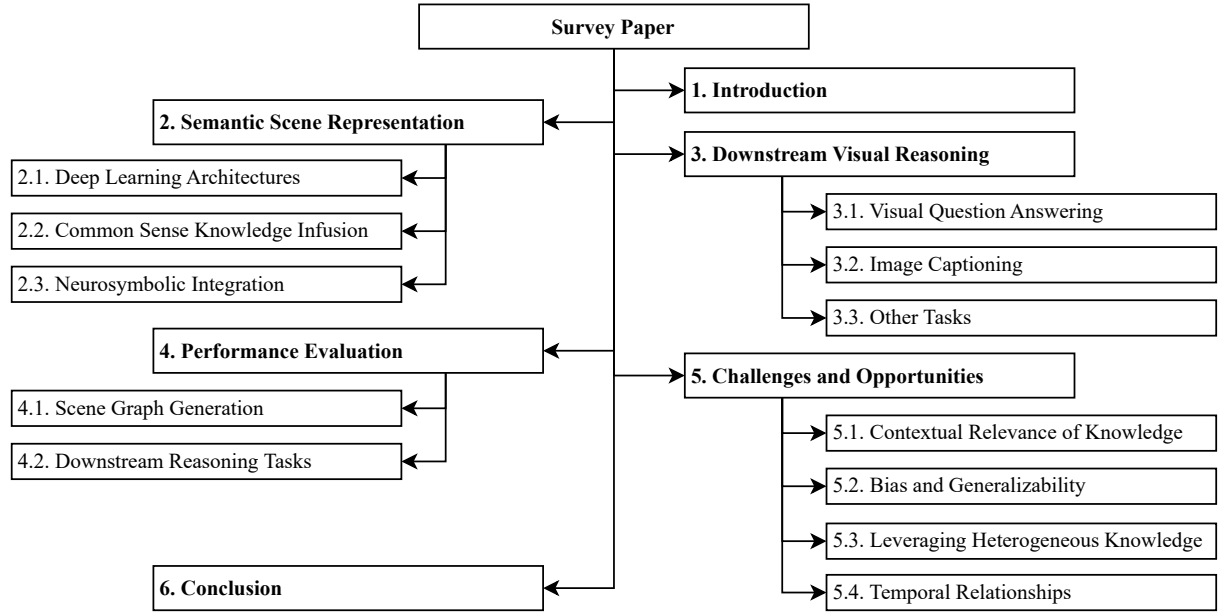 Survey Paper
1. Introduction
2. Semantic Scene Representation
2.1. Deep Learning Architectures
2.2. Common Sense Knowledge Infusion
2.3. Neurosymbolic Integration
3. Downstream Visual Reasoning
3.1. Visual Question Answering
3.2. Image Captioning
3.3. Other Tasks
4. Performance Evaluation
4.1. Scene Graph Generation
4.2. Downstream Reasoning Tasks
5. Challenges and Opportunities
5.1. Contextual Relevance of Knowledge
5.2. Bias and Generalizability
5.3. Leveraging Heterogeneous Knowledge
5.4. Temporal Relationships
6. Conclusion